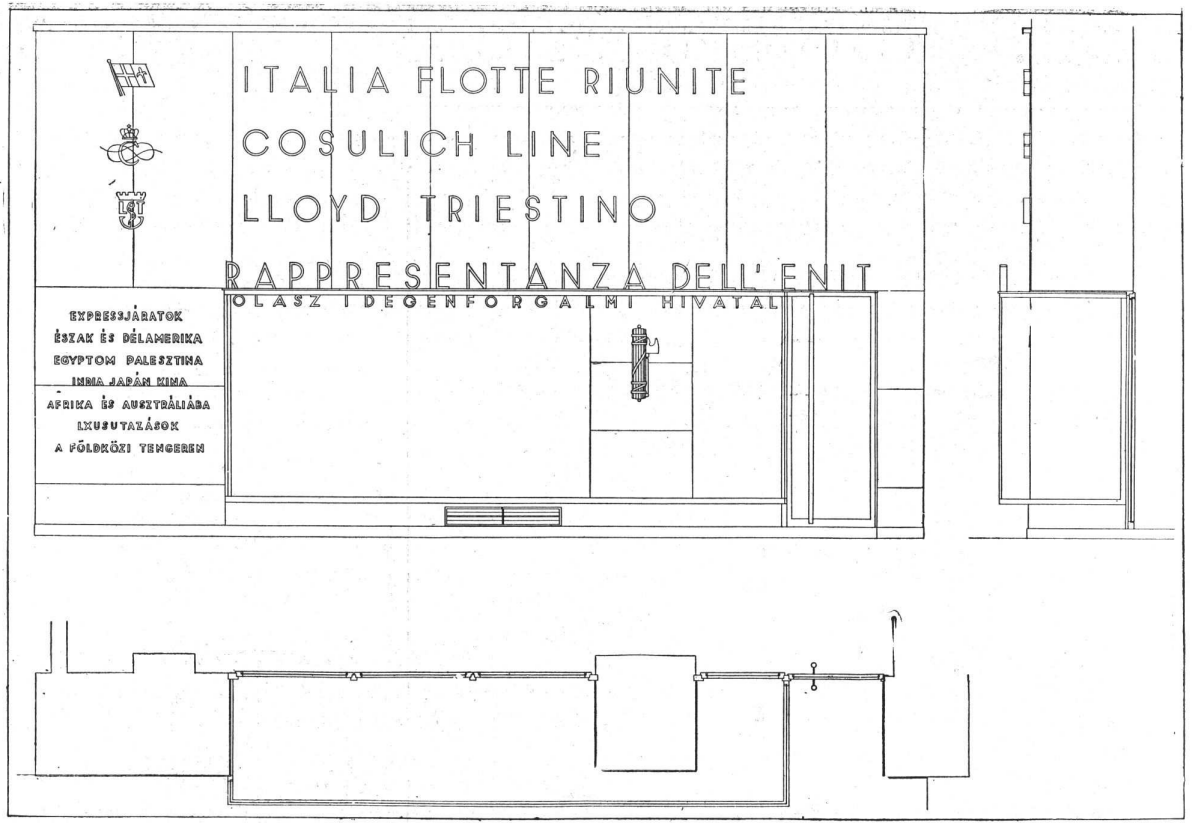 ITALIA FLOTTE RIUNITE
COSULICH LINE
LLOYD TRIESTINO
RAPPRESENTANZA DELL' ENIT
OLASZ IDEGENFORGALMI HIVATAL
EXPRESSJÁRATOK
ÉSZAK ÉS DÉLAMERIKA
EGYPTOM PALESZTINA
INDIA JAPÁN KINA
AFRIKA ÉS AUSZTRÁLIÁBA
LXUSUTAZÁSOK
A FÖLDKÖZI TENGEREN